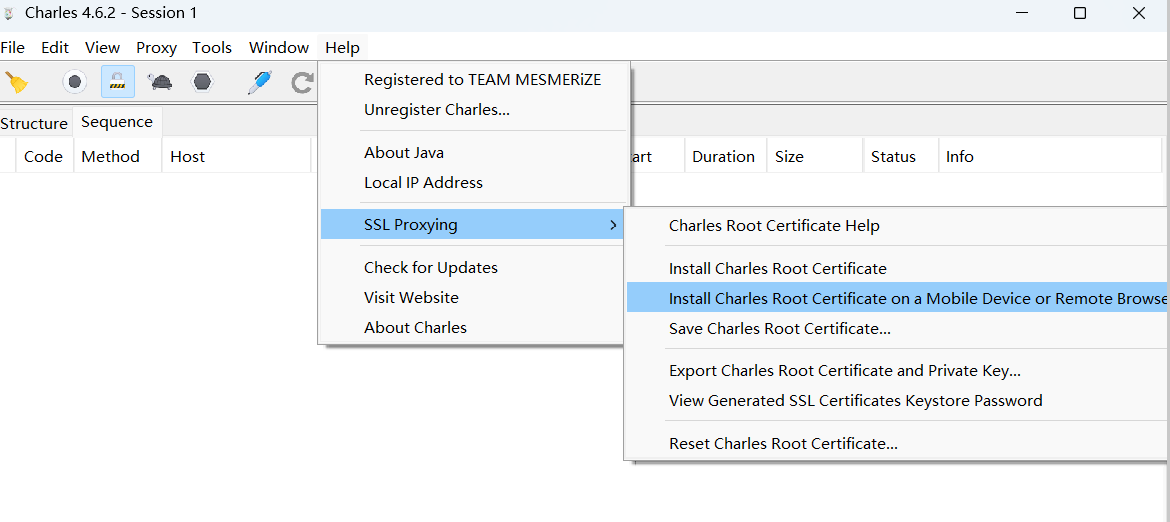 Charles 4.6.2 - Session 1
File Edit View Proxy Tools Window Help
Registered to TEAM MESMERiZE
Unregister Charles...
Structure Sequence
Code Method Host Duration Size Status Info
About Java
Local IP Address
SSL Proxying
Charles Root Certificate Help
Check for Updates
Install Charles Root Certificate
Visit Website
Install Charles Root Certificate on a Mobile Device or Remote Browse
About Charles
Save Charles Root Certificate...
Export Charles Root Certificate and Private Key...
View Generated SSL Certificates Keystore Password
Reset Charles Root Certificate...